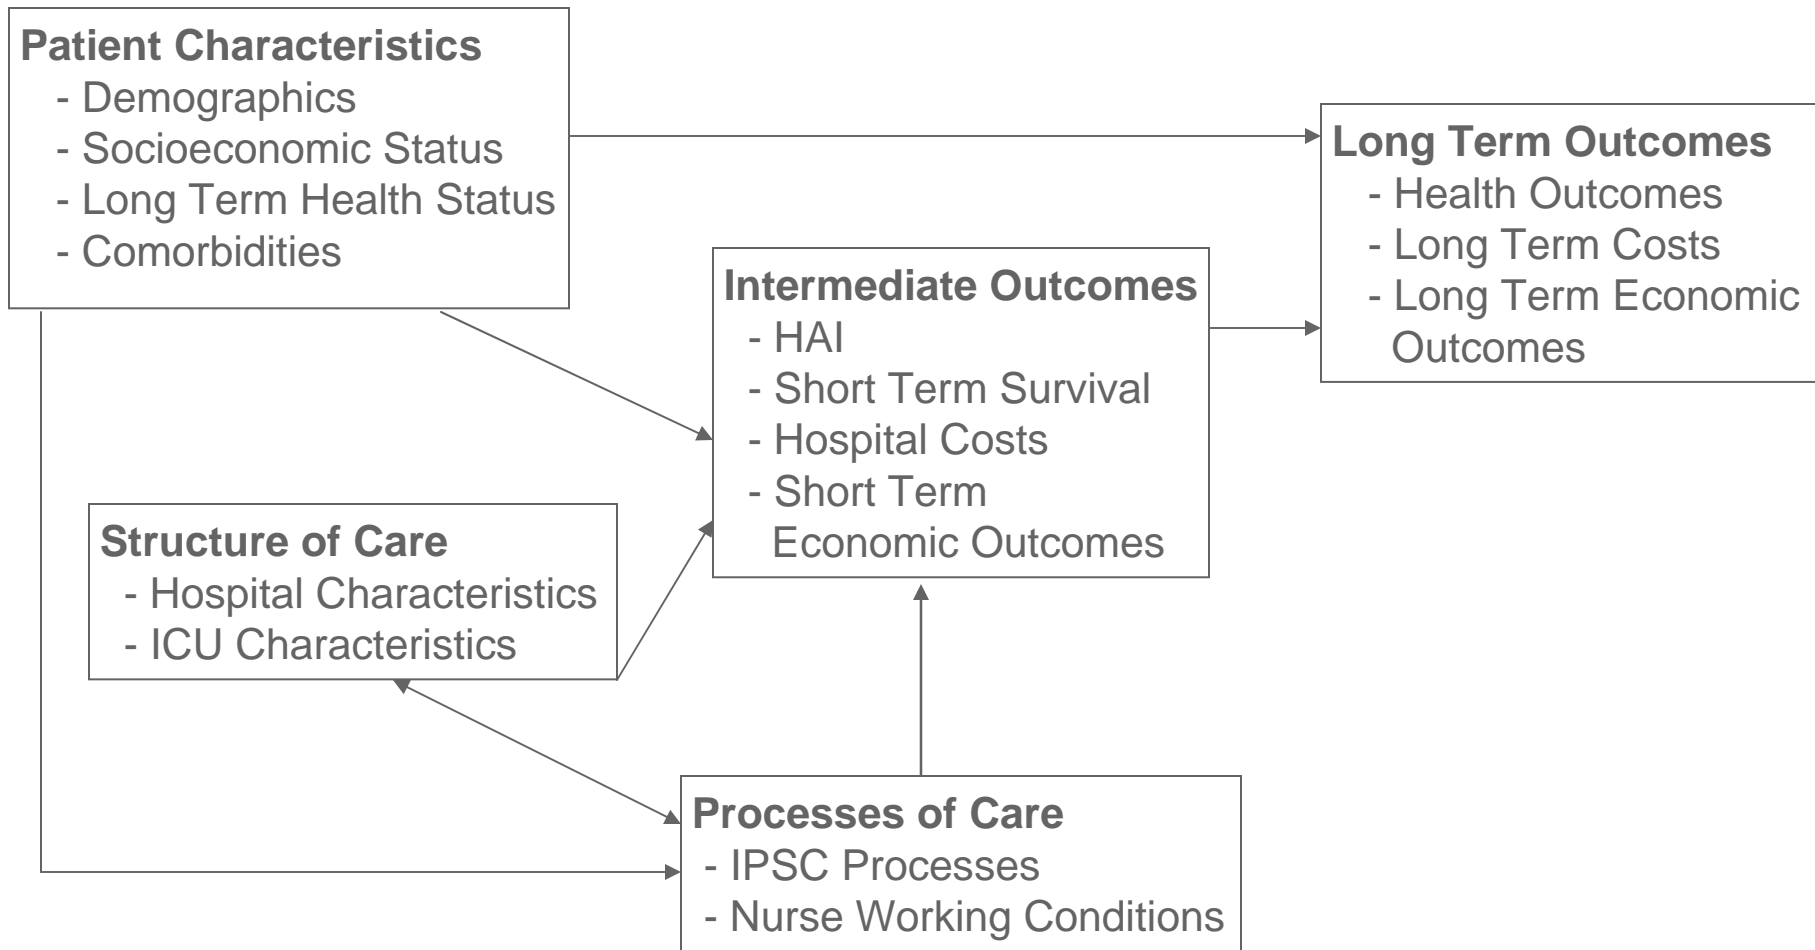 Patient Characteristics
- Demographics
- Socioeconomic Status
- Long Term Health Status
- Comorbidities
Long Term Outcomes
- Health Outcomes
- Long Term Costs
- Long Term Economic
Outcomes
Intermediate Outcomes
- HAI
- Short Term Survival
- Hospital Costs
- Short Term
Economic Outcomes
Structure of Care
- Hospital Characteristics
- ICU Characteristics
Processes of Care
- IPSC Processes
- Nurse Working Conditions